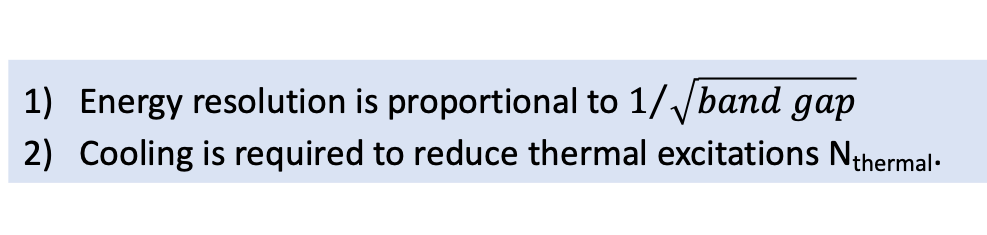 1) Energy resolution is proportional to 1/√band gap
2) Cooling is required to reduce thermal excitations Nthermal.